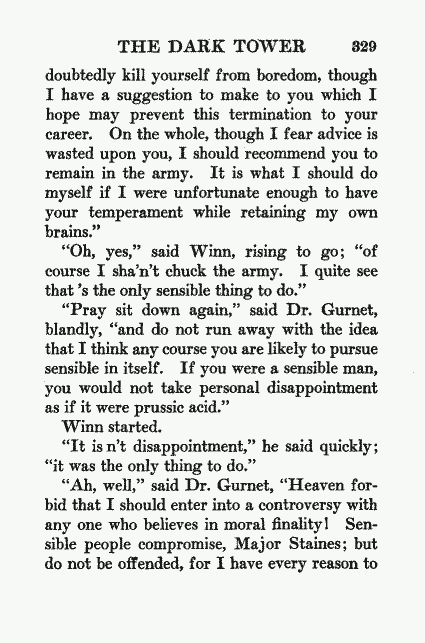 THE DARK TOWER 329
doubtedly kill yourself from boredom, though
I have a suggestion to make to you which I
hope may prevent this termination to your
career. On the whole, though I fear advice is
wasted upon you, I should recommend you to
remain in the army. It is what I should do
myself if I were unfortunate enough to have
your temperament while retaining my own
brains."
"Oh, yes," said Winn, rising to go; "of
course I sha'n't chuck the army. I quite see
that 's the only sensible thing to do."
"Pray sit down again," said Dr. Gurnet,
blandly, "and do not run away with the idea
that I think any course you are likely to pursue
sensible in itself. If you were a sensible man,
you would not take personal disappointment
as if it were prussic acid."
Winn started.
"It is n't disappointment," he said quickly;
"it was the only thing to do."
"Ah, well," said Dr. Gurnet, "Heaven for-
bid that I should enter into a controversy with
any one who believes in moral finality! Sen-
sible people compromise, Major Staines; but
do not be offended, for I have every reason to